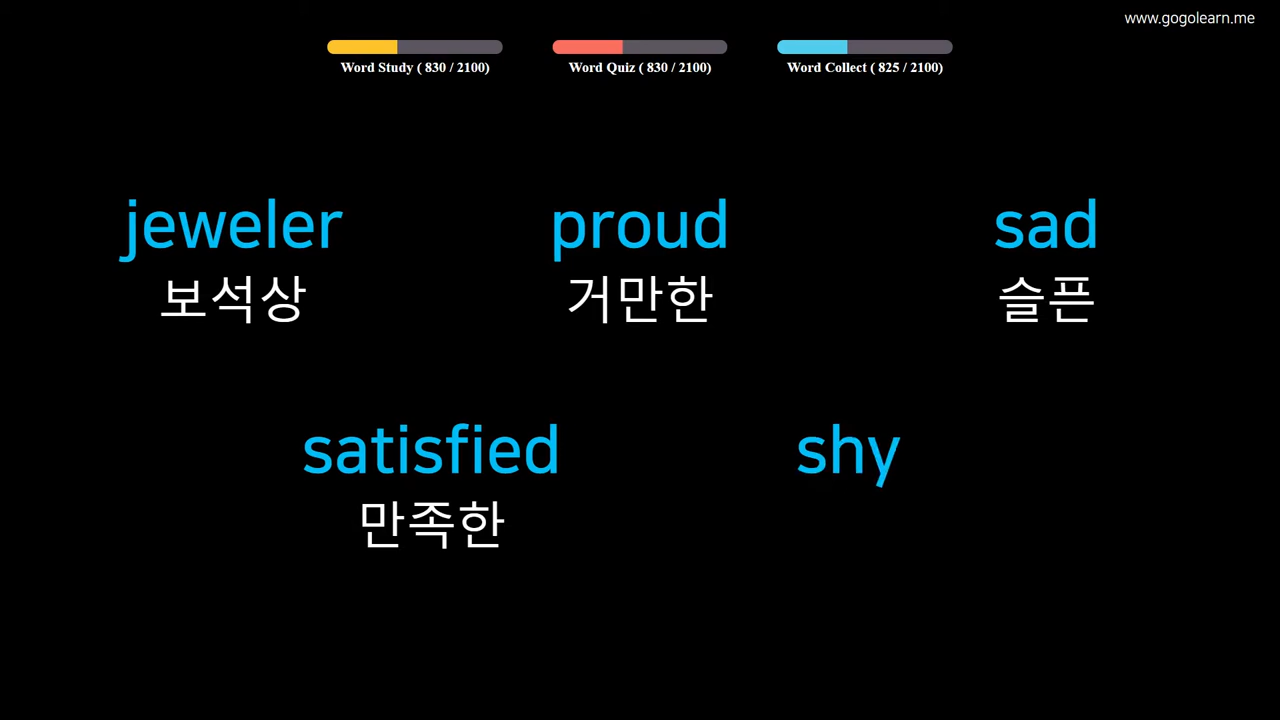 www.gogolearn.me
Word Study ( 830 / 2100)
Word Quiz ( 830 / 2100)
Word Collect ( 825 / 2100)
jeweler
보석상
proud
거만한
sad
슬픈
satisfied
만족한
shy